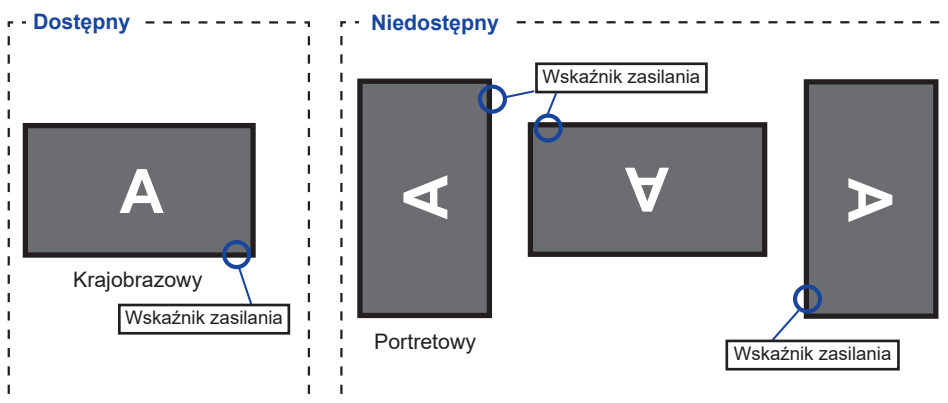 Dostępny
Niedostępny
Wskaźnik zasilania
A
A
A
A
Krajobrazowy
Wskaźnik zasilania
Portretowy
Wskaźnik zasilania